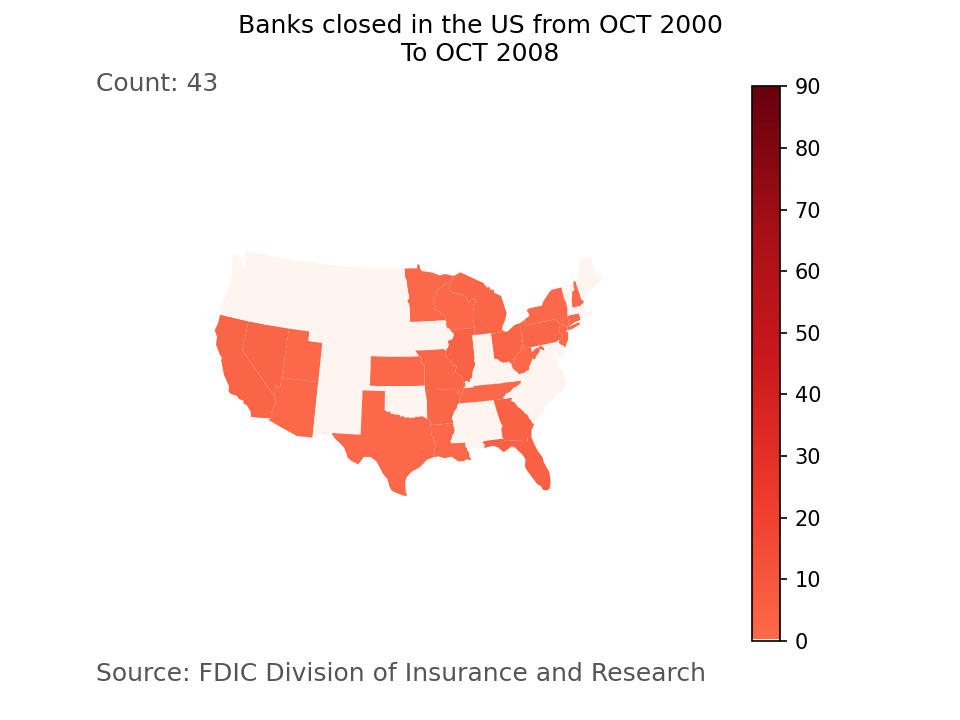 Banks closed in the US from OCT 2000
To OCT 2008
Count: 43
90
80
70
60
50
40
30
20
10
0
Source: FDIC Division of Insurance and Research